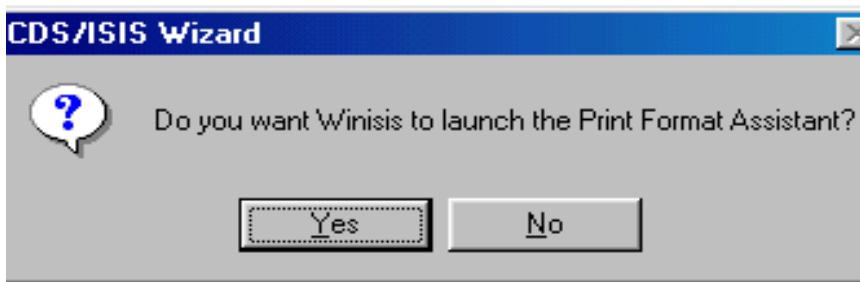 CDS/ISIS Wizard
Do you want Winisis to launch the Print Format Assistant?
Yes
No